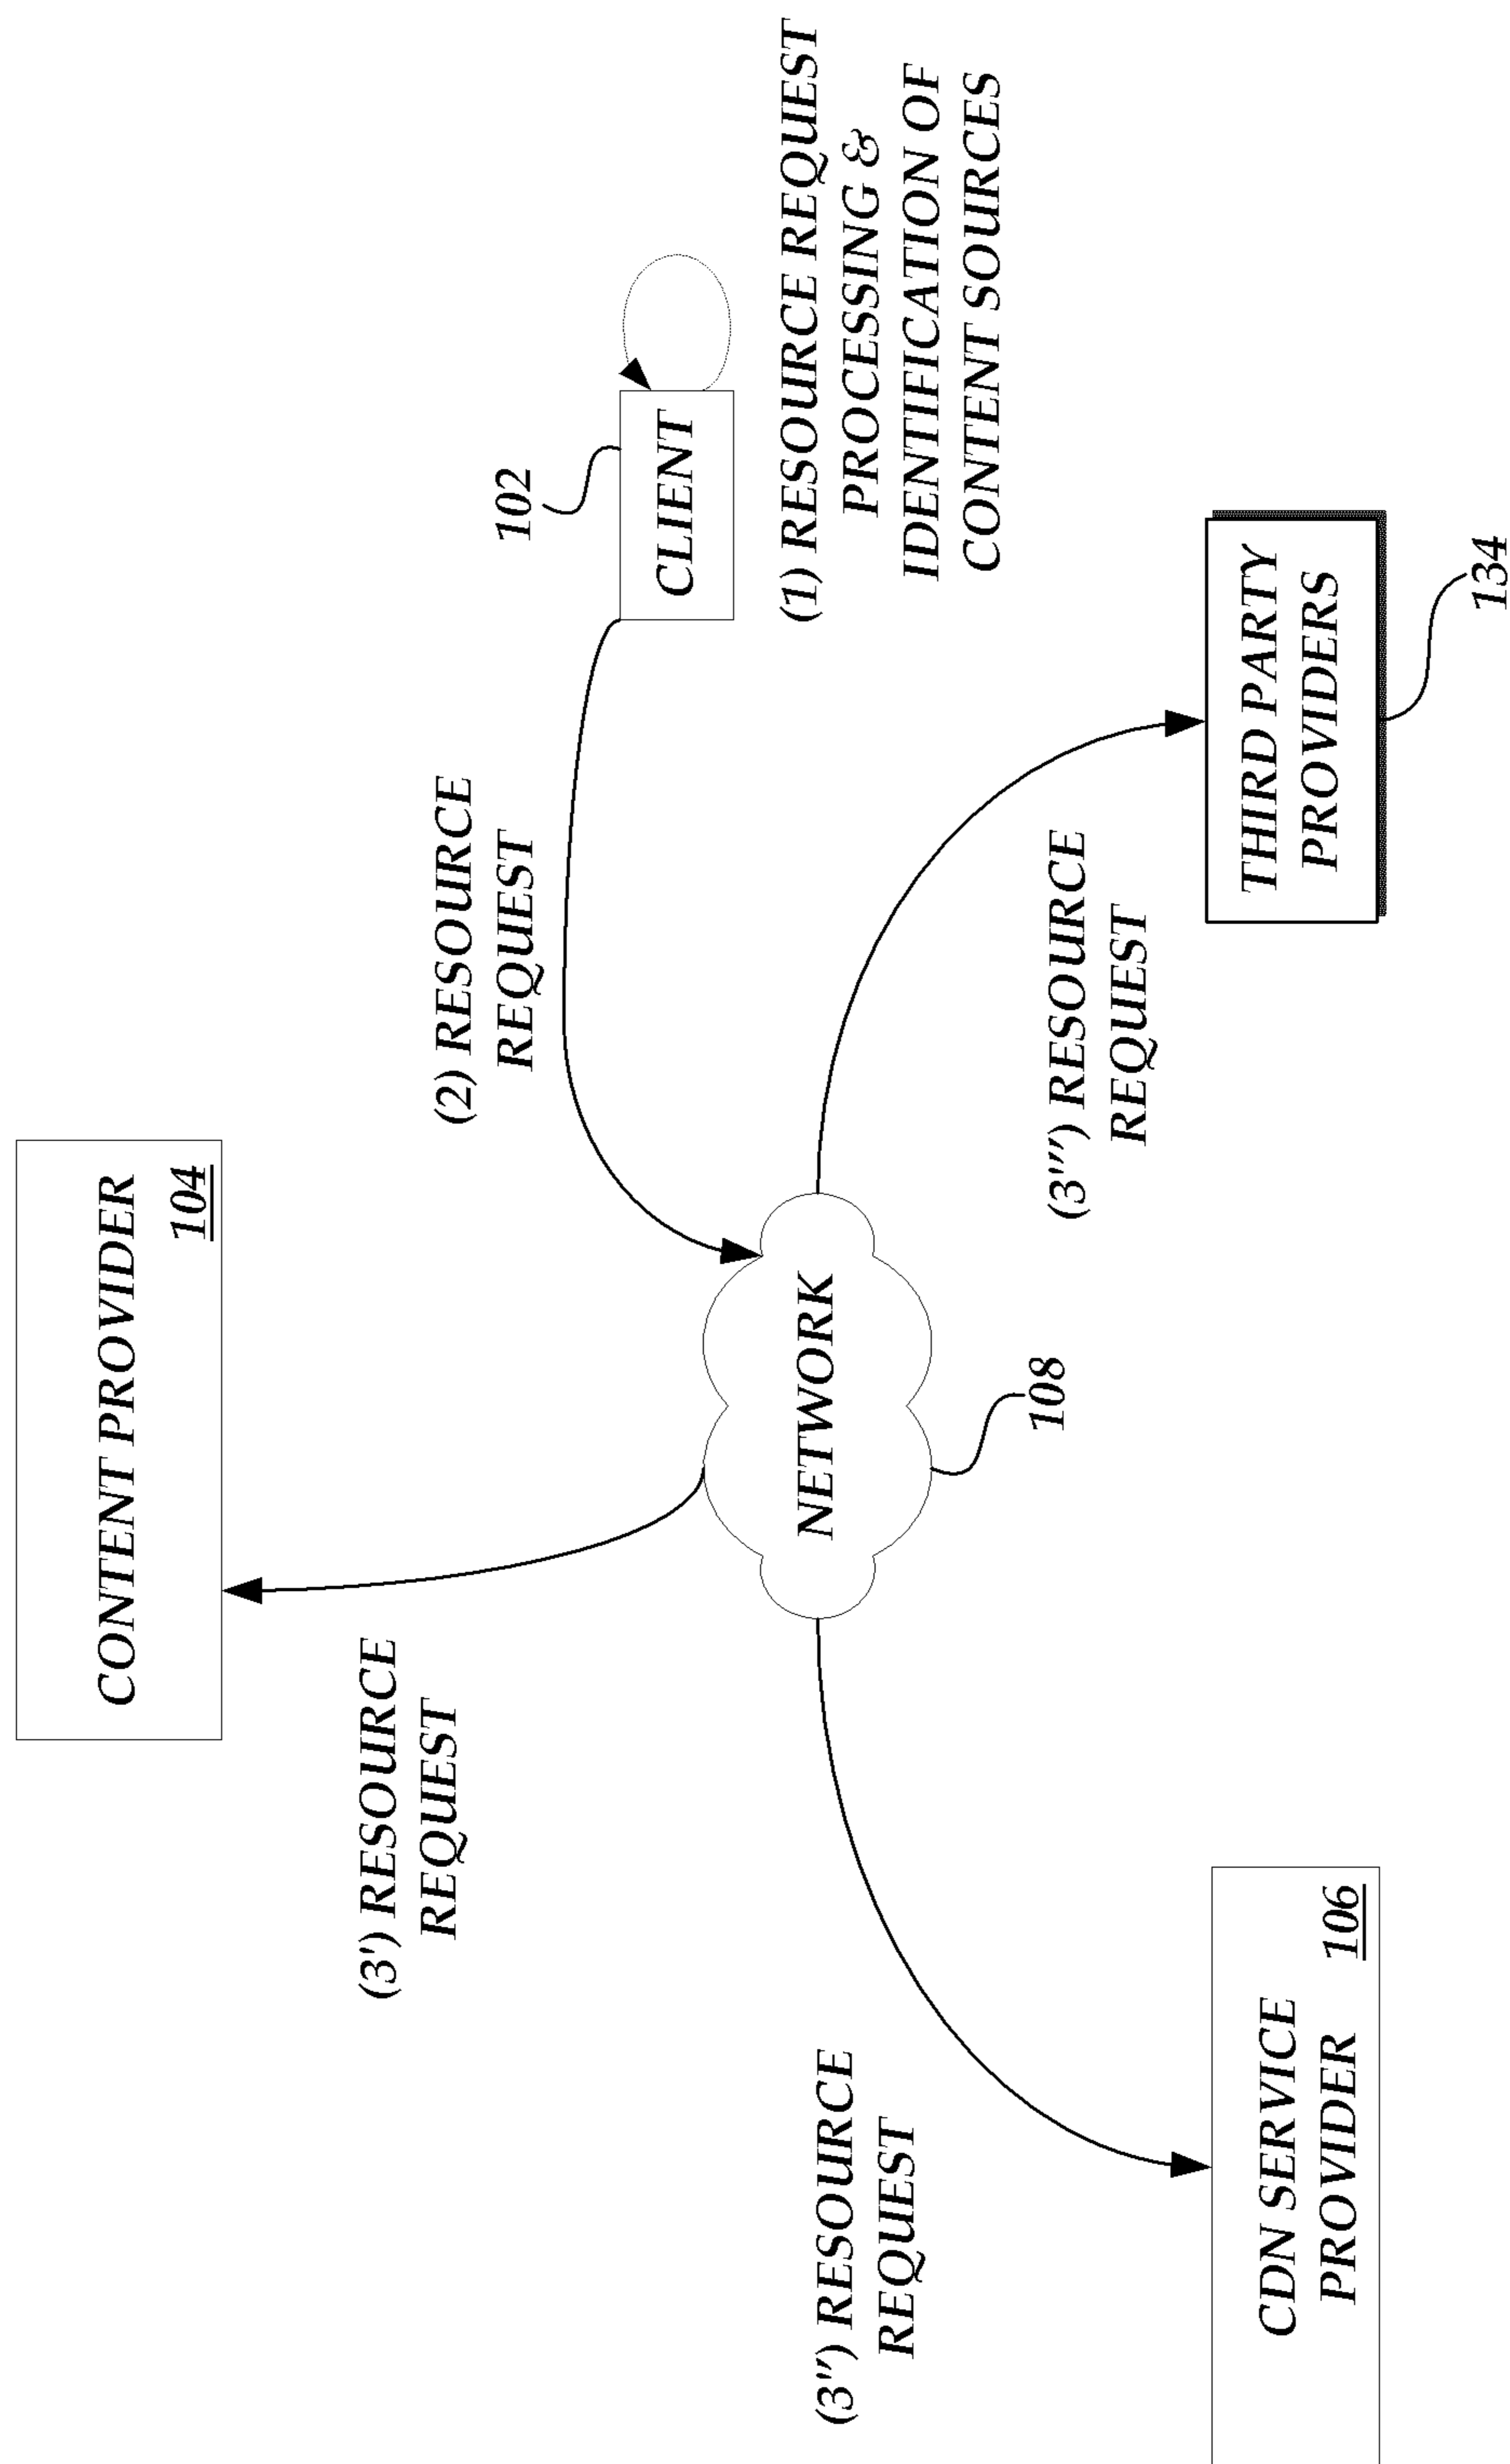 CONTENT PROVIDER
104
(3') RESOURCE
REQUEST
(2) RESOURCE
REQUEST
102
CLIENT
(1) RESOURCE REQUEST
PROCESSING &
IDENTIFICATION OF
CONTENT SOURCES
NETWORK
108
(3'') RESOURCE
REQUEST
(3''') RESOURCE
REQUEST
CDN SERVICE
PROVIDER
106
THIRD PARTY
PROVIDERS
134